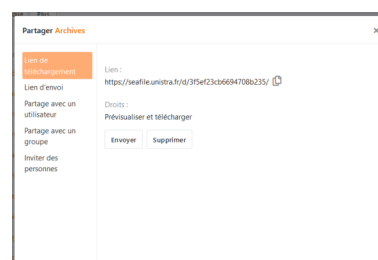 Partager Archives
Lien de
téléchargement
Lien d'envoi
Partage avec un
utilisateur
Partage avec un
groupe
Inviter des
personnes
Lien :
https://seafile.unistra.fr/d/3f5ef23cb6694708b235/
Droits :
Prévisualiser et télécharger
Envoyer Supprimer